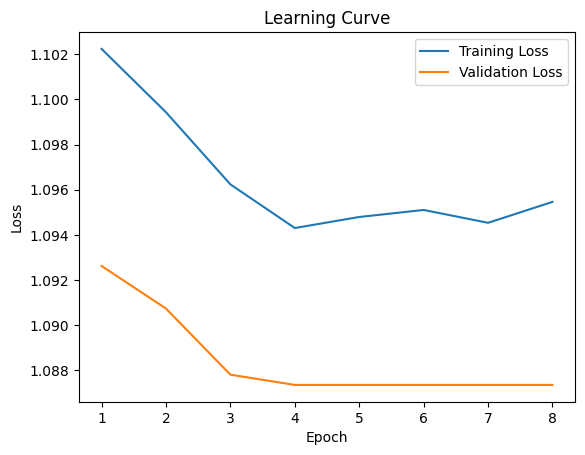 Learning Curve
Training Loss
Validation Loss
1.102
1.100
1.098
1.096
1.094
1.092
1.090
1.088
Loss
1 2 3 4 5 6 7 8
Epoch